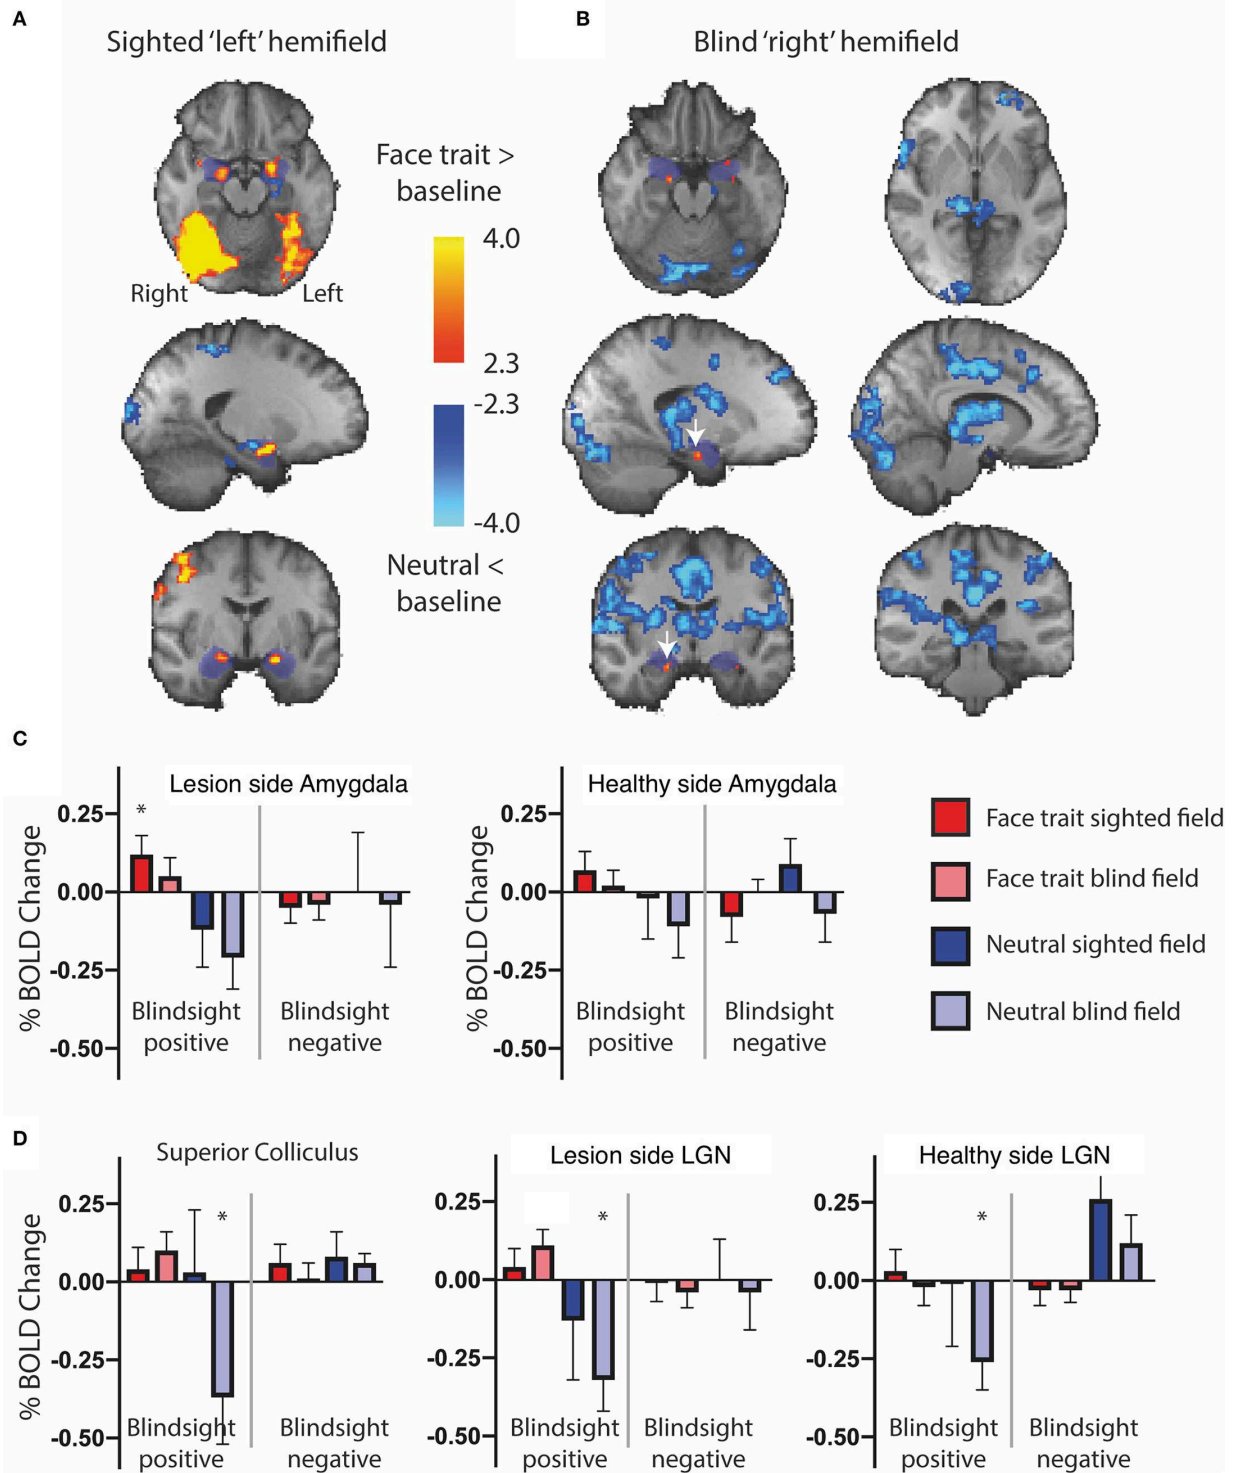 A
B
Sighted 'left' hemifield
Blind 'right' hemifield
Face trait >
baseline
4.0
2.3
-2.3
-4.0
Neutral <
baseline
Right
Left
C
Lesion side Amygdala
Healthy side Amygdala
*
0.25
0.00
-0.25
-0.50
% BOLD Change
Blindsight
positive
Blindsight
negative
0.25
0.00
-0.25
-0.50
% BOLD Change
Blindsight
positive
Blindsight
negative
Face trait sighted field
Face trait blind field
Neutral sighted field
Neutral blind field
D
Superior Colliculus
Lesion side LGN
Healthy side LGN
*
0.25
0.00
-0.25
-0.50
% BOLD Change
Blindsight
positive
Blindsight
negative
*
0.25
0.00
-0.25
-0.50
Blindsight
positive
Blindsight
negative
*
0.25
0.00
-0.25
-0.50
Blindsight
positive
Blindsight
negative